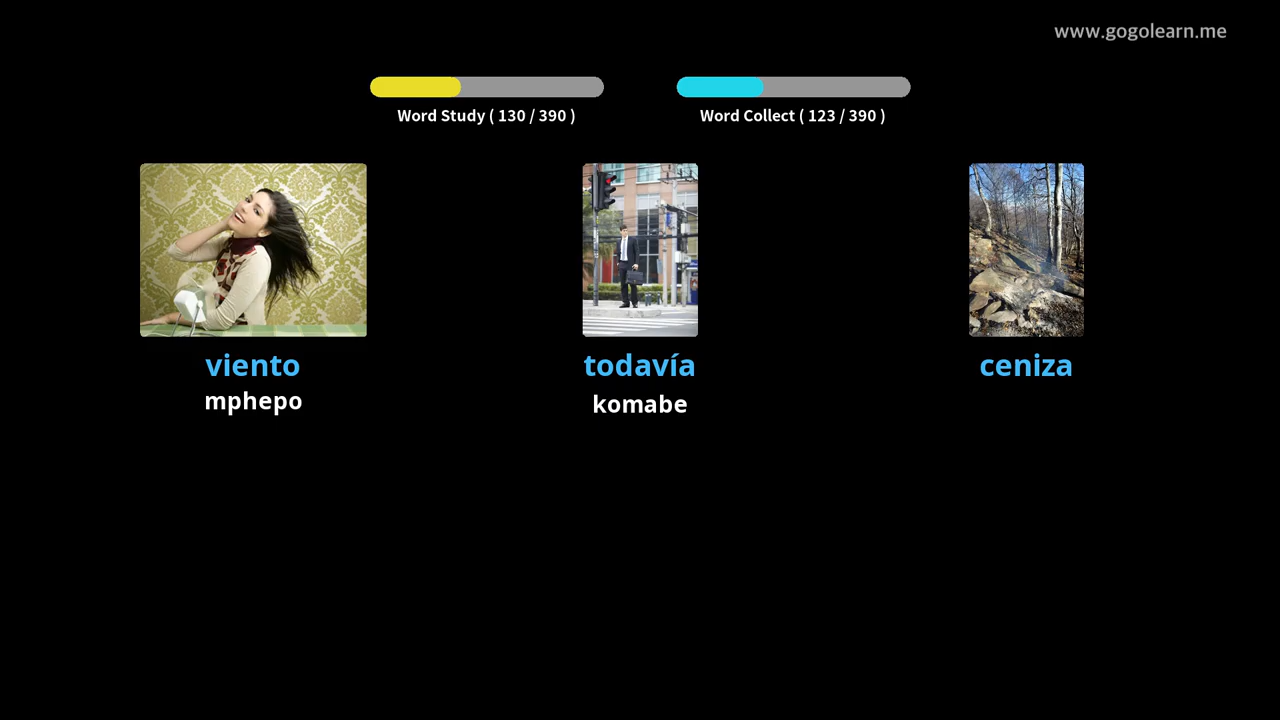 www.gogolearn.me
Word Study ( 130 / 390 )
Word Collect ( 123 / 390 )
viento
mphepo
todavía
komabe
ceniza